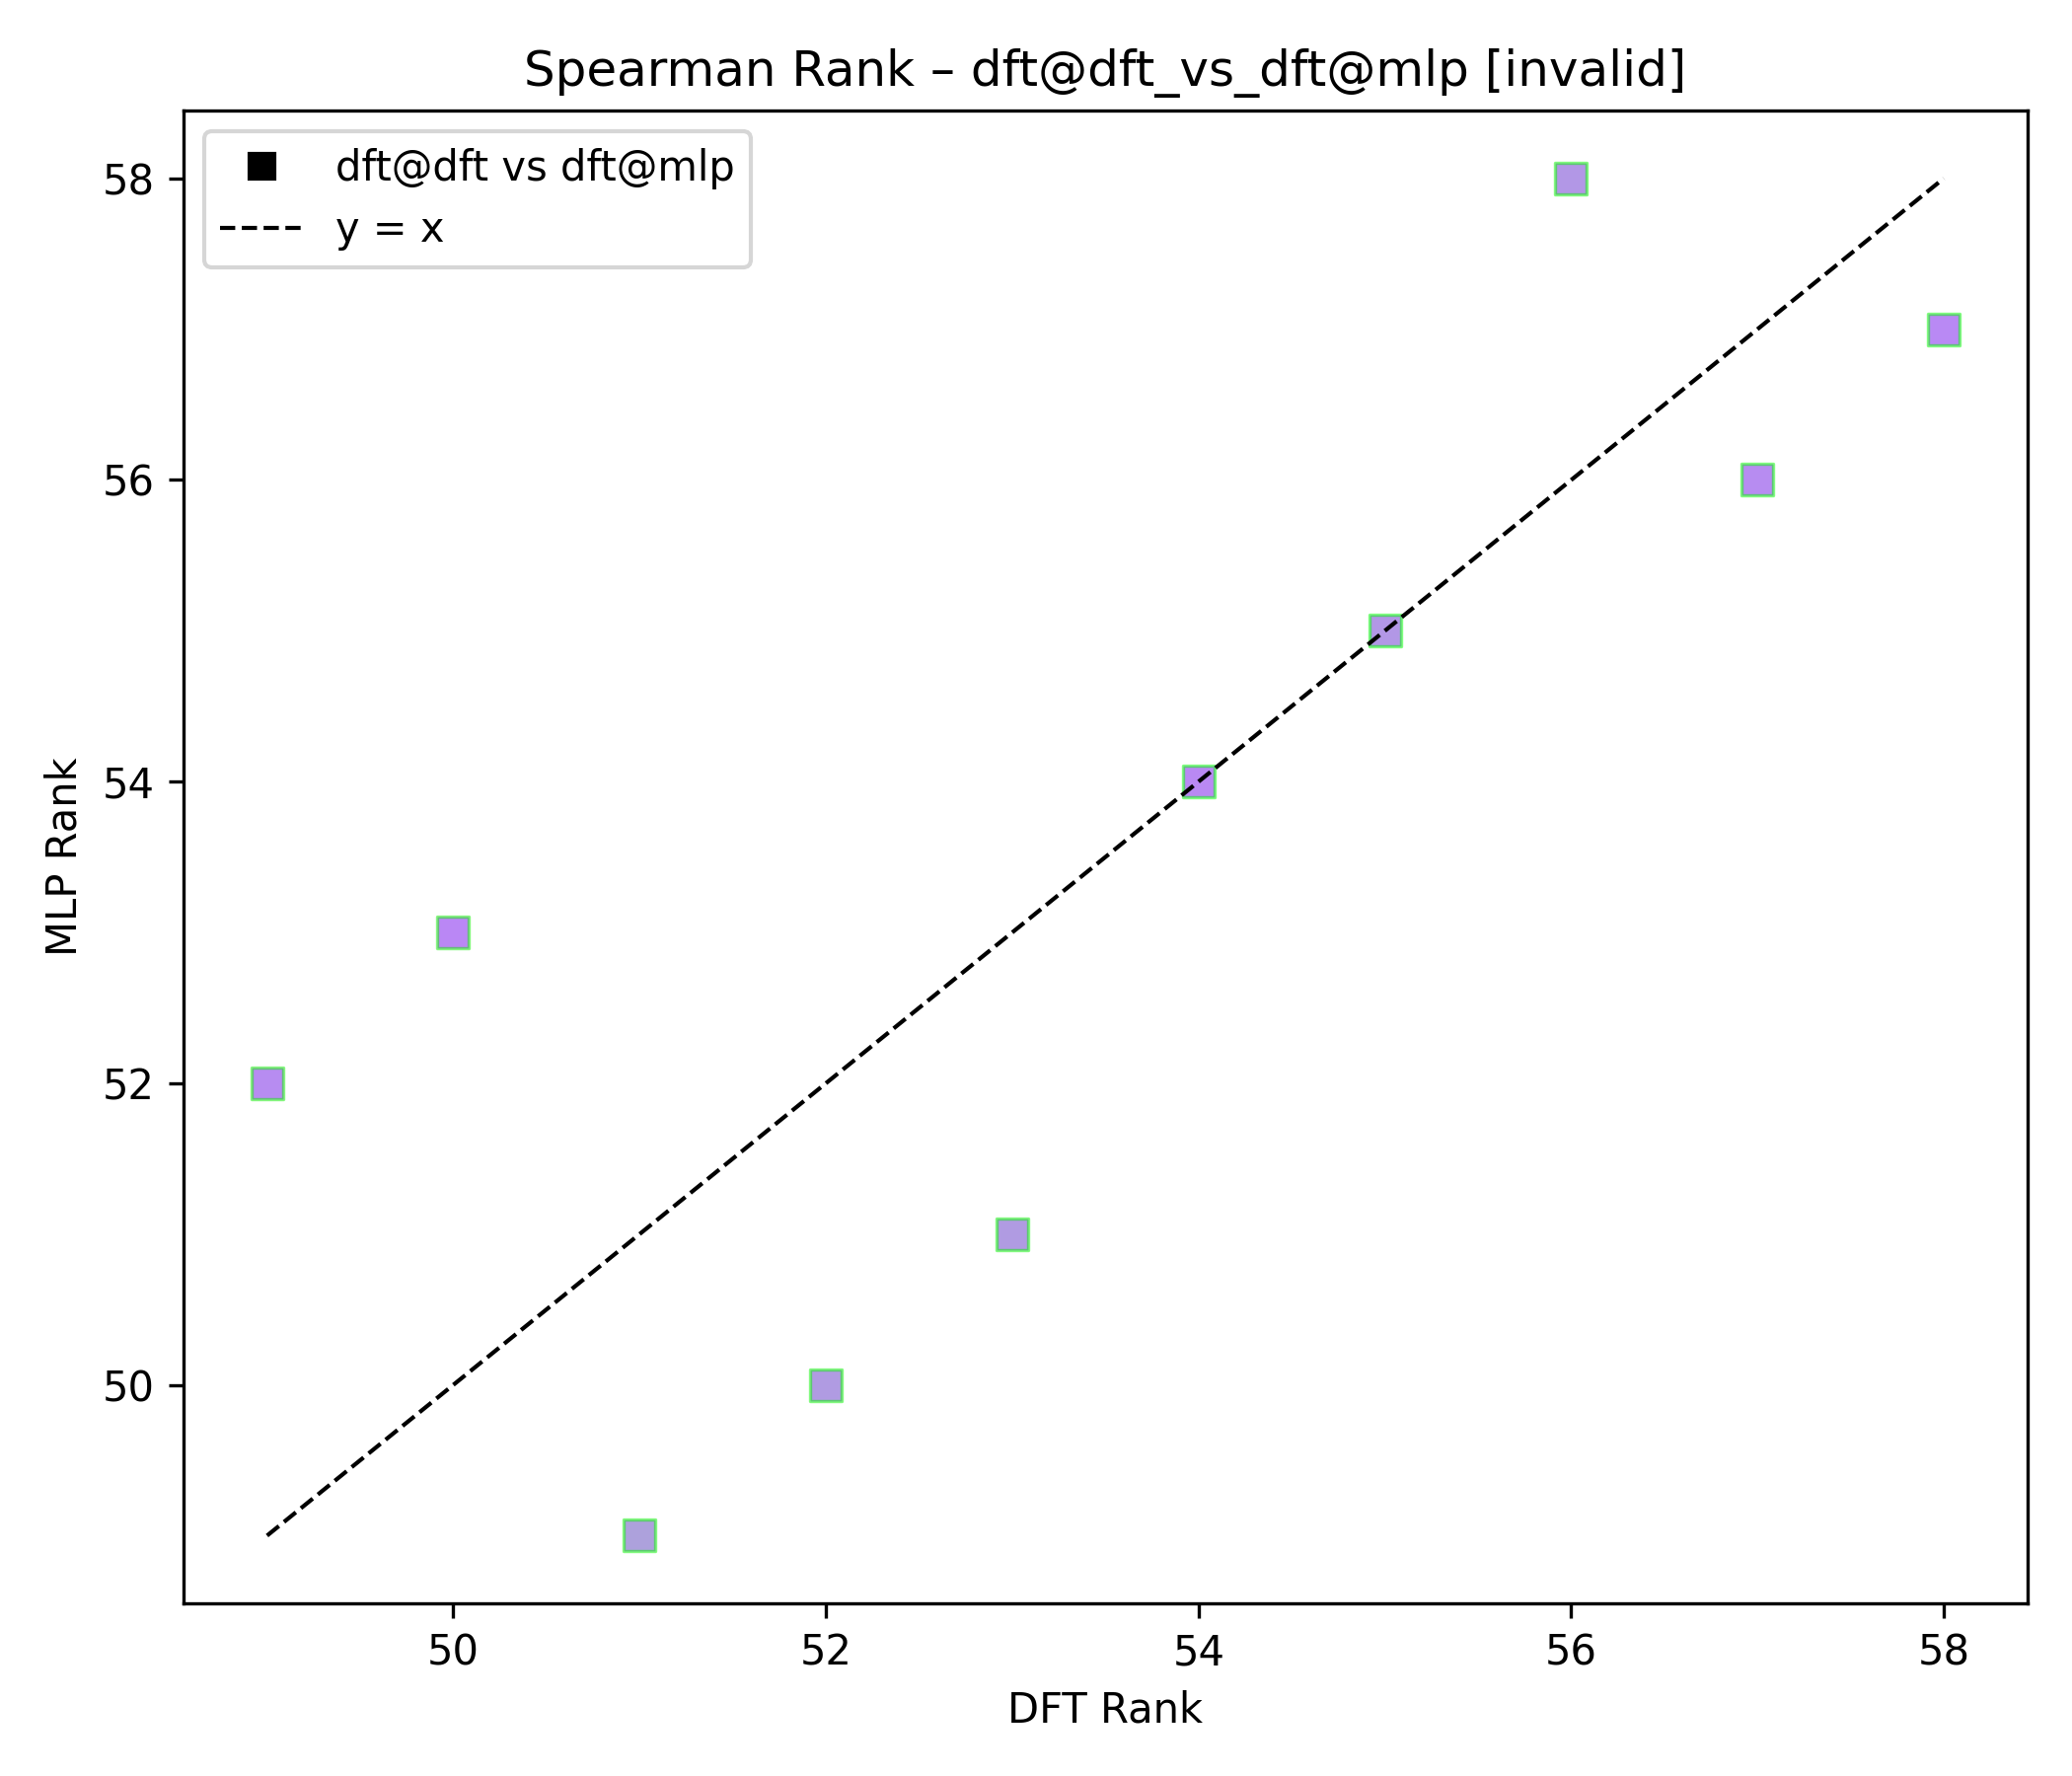 Spearman Rank – dft@dft_vs_dft@mlp [invalid]
dft@dft vs dft@mlp
y = x
58
56
54
52
50
MLP Rank
50
52
54
56
58
DFT Rank